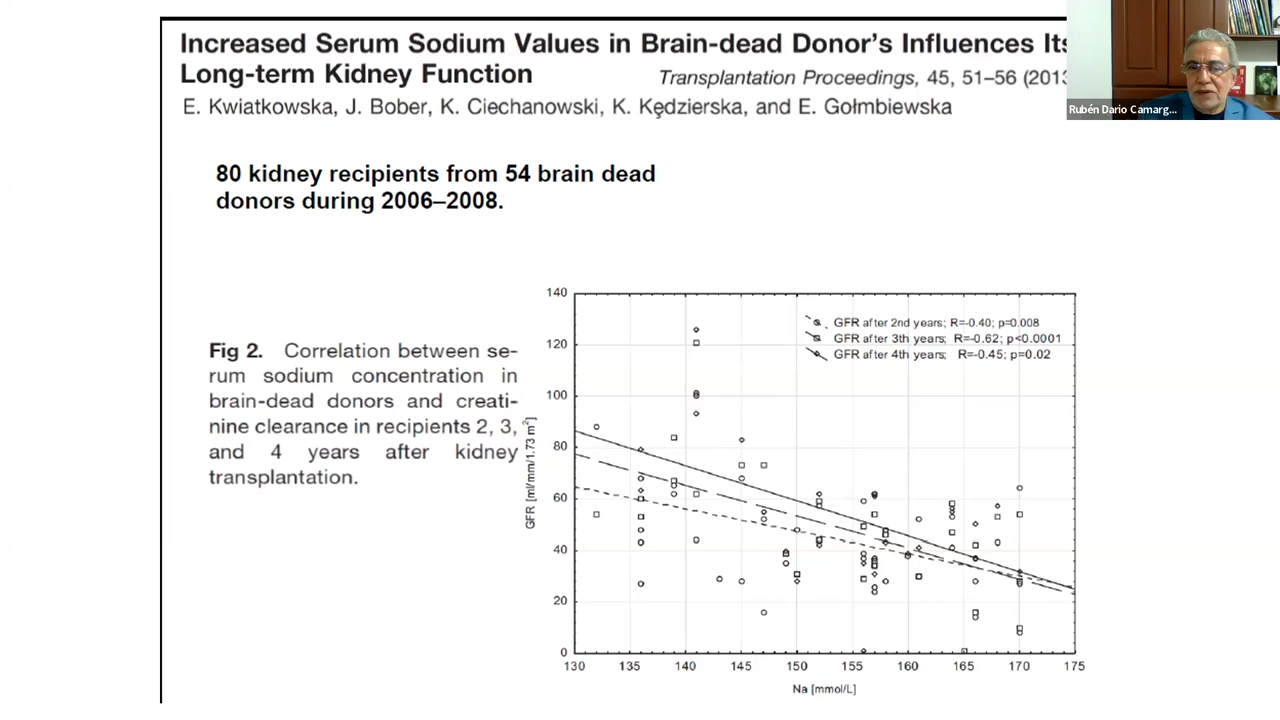 Increased Serum Sodium Values in Brain-dead Donor's Influences Its
Long-term Kidney Function
Transplantation Proceedings, 45, 51–56 (2013
E. Kwiatkowska, J. Bober, K. Ciechanowski, K. Kędzierska, and E. Gołmbiewska
Rubén Dario Camarg...
80 kidney recipients from 54 brain dead
donors during 2006–2008.
Fig 2. Correlation between se-
rum sodium concentration in
brain-dead donors and creati-
nine clearance in recipients 2, 3,
and 4 years after kidney
transplantation.
GFR [ml/mm/1.73 m²]
140
120
100
80
60
40
20
0
GFR after 2nd years; R=-0.40; p=0.008
GFR after 3th years; R=-0.62; p<0.0001
GFR after 4th years; R=-0.45; p=0.02
130 135 140 145 150 155 160 165 170 175
Na [mmol/L]